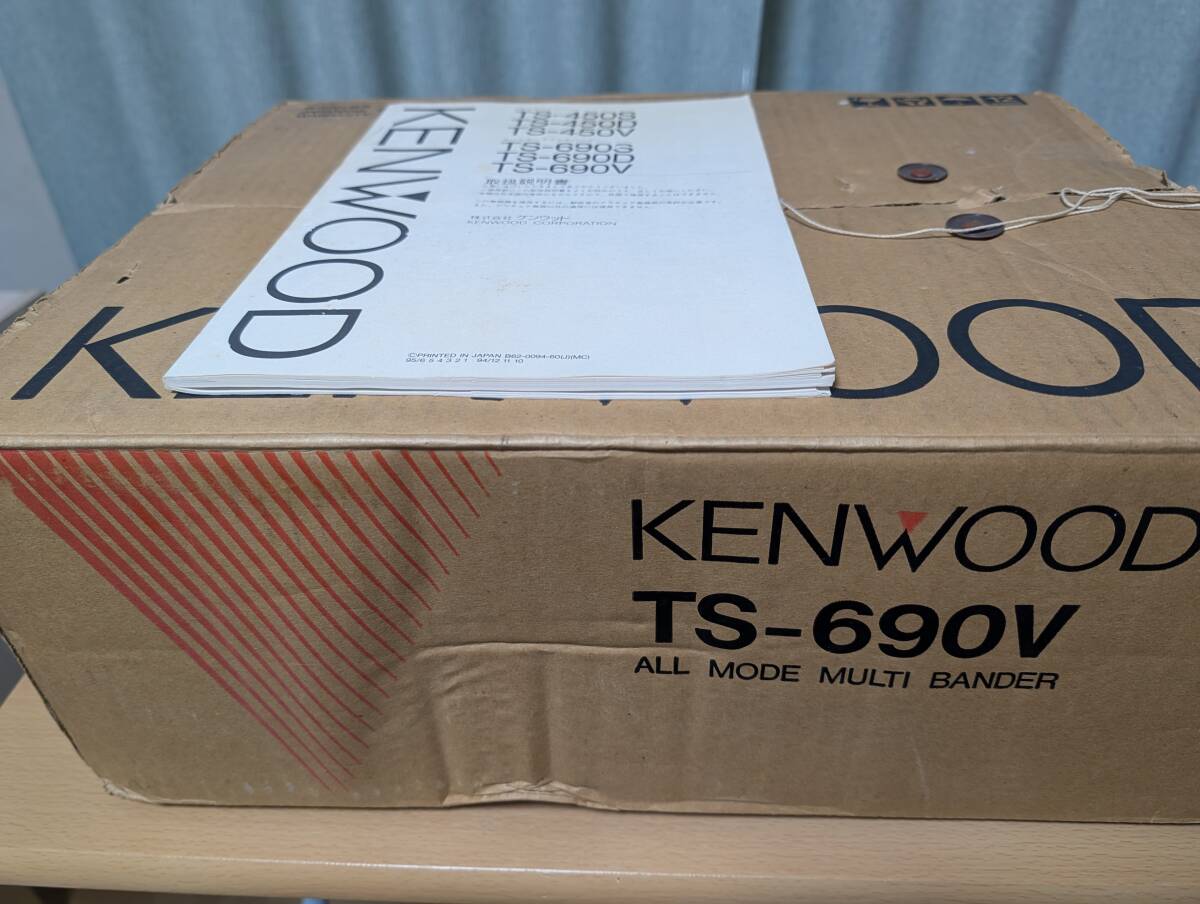 KENWOOD
TS-450S
TS-450D
TS-450V
TS-690S
TS-690D
TS-690V
取扱説明書
株式会社 ケンウッド
KENWOOD CORPORATION
©PRINTED IN JAPAN B62-0094-60(J)(MC)
95/6 5 4 3 2 1 94/12 11 10
KENWOOD
TS-690V
ALL MODE MULTI BANDER